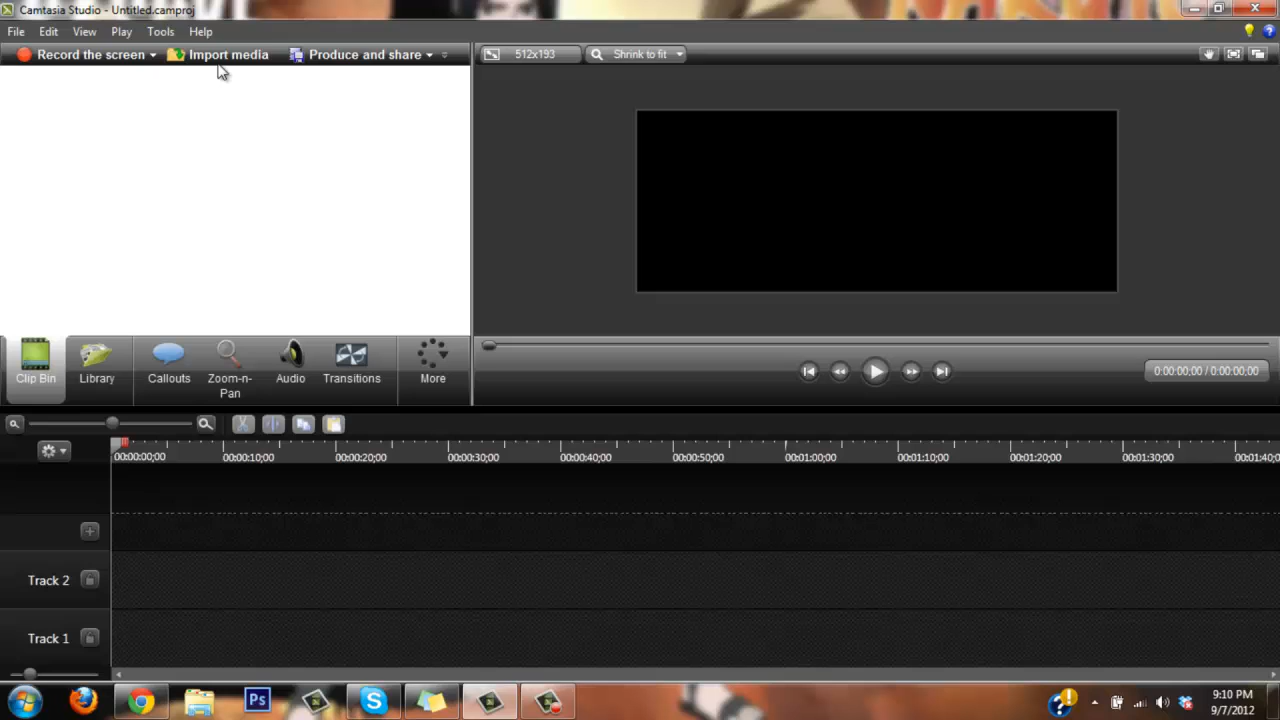 Camtasia Studio - Untitled.camproj
File Edit View Play Tools Help
Record the screen Import media Produce and share 512x193 Shrink to fit
Clip Bin Library Callouts Zoom-n-Pan Audio Transitions More
0:00:00;00 / 0:00:00;00
00:00:00;00 00:00:10;00 00:00:20;00 00:00:30;00 00:00:40;00 00:00:50;00 00:01:00;00 00:01:10;00 00:01:20;00 00:01:30;00 00:01:40;0
Track 2
Track 1
Ps
9:10 PM
9/7/2012